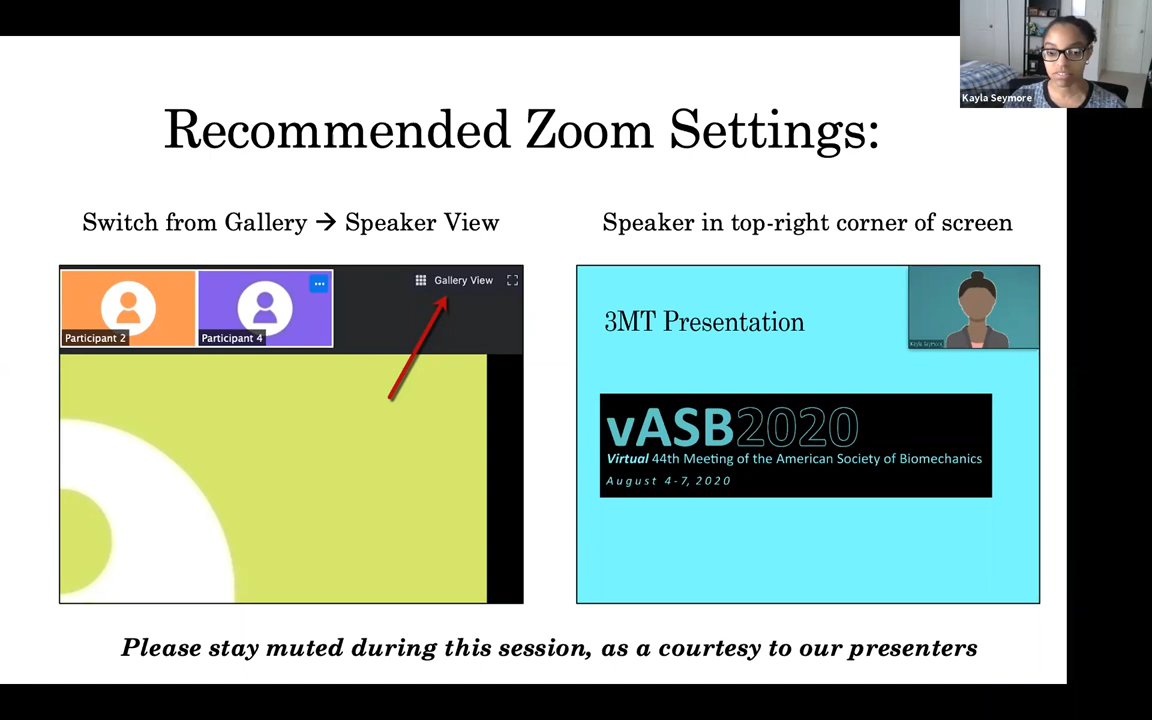 Kayla Seymore
Recommended Zoom Settings:
Switch from Gallery → Speaker View
Speaker in top-right corner of screen
Gallery View
Participant 2
Participant 4
Kayla Seymore
3MT Presentation
vASB2020
Virtual 44th Meeting of the American Society of Biomechanics
August 4-7, 2020
Please stay muted during this session, as a courtesy to our presenters